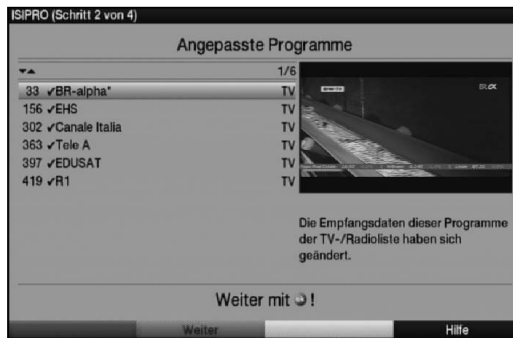 ISIPRO (Schritt 2 von 4)
Angepasste Programme
1/6
33 ✔BR-alpha* TV
156 ✔EHS TV
302 ✔Canale Italia TV
363 ✔Tele A TV
397 ✔EDUSAT TV
419 ✔R1 TV
Die Empfangsdaten dieser Programme
der TV-/Radioliste haben sich
geändert.
Weiter mit !
Weiter
Hilfe